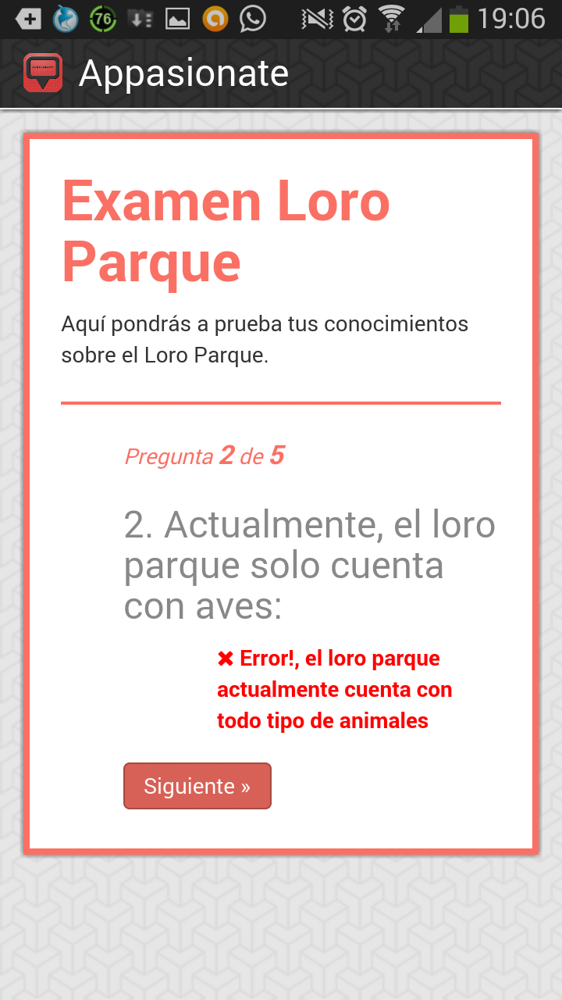 76
19:06
Appasionate
Examen Loro
Parque
Aquí pondrás a prueba tus conocimientos
sobre el Loro Parque.
Pregunta 2 de 5
2. Actualmente, el loro
parque solo cuenta
con aves:
✖ Error!, el loro parque
actualmente cuenta con
todo tipo de animales
Siguiente »